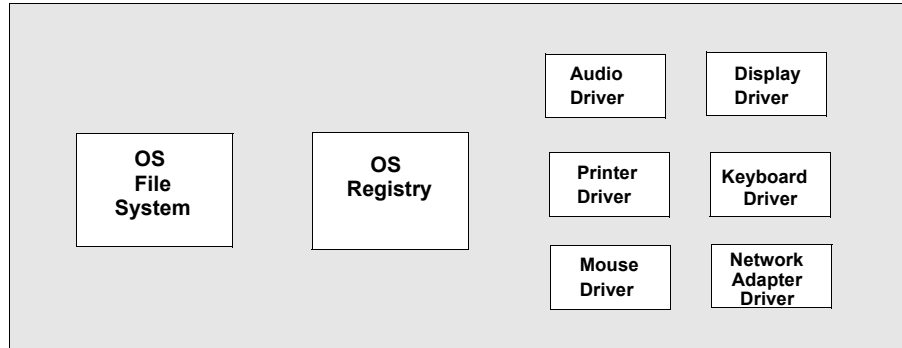 OS
File
System
OS
Registry
Audio
Driver
Display
Driver
Printer
Driver
Keyboard
Driver
Mouse
Driver
Network
Adapter
Driver